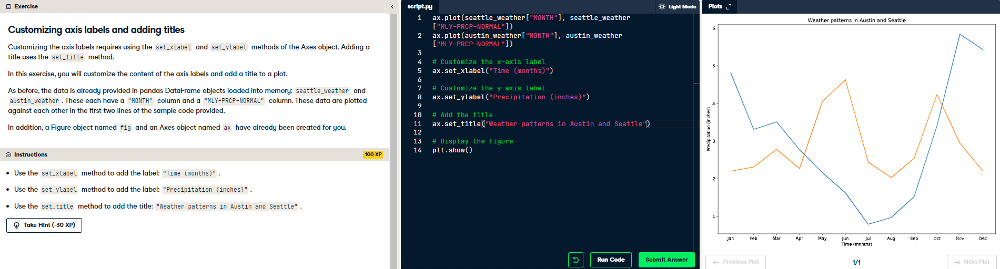 Exercise
Customizing axis labels and adding titles
Customizing the axis labels requires using the set_xlabel and set_ylabel methods of the Axes object. Adding a
title uses the set_title method.
In this exercise, you will customize the content of the axis labels and add a title to a plot.
As before, the data is already provided in pandas DataFrame objects loaded into memory: seattle_weather and
austin_weather . These each have a "MONTH" column and a "MLY-PRCP-NORMAL" column. These data are plotted
against each other in the first two lines of the sample code provided.
In addition, a Figure object named fig and an Axes object named ax have already been created for you.
Instructions
100 XP
Use the set_xlabel method to add the label: "Time (months)" .
Use the set_ylabel method to add the label: "Precipitation (inches)" .
Use the set_title method to add the title: "Weather patterns in Austin and Seattle" .
Take Hint (-30 XP)
script.py
Light Mode
1 ax.plot(seattle_weather["MONTH"], seattle_weather
["MLY-PRCP-NORMAL"])
2 ax.plot(austin_weather["MONTH"], austin_weather
["MLY-PRCP-NORMAL"])
3
4 # Customize the x-axis label
5 ax.set_xlabel("Time (months)")
6
7 # Customize the y-axis label
8 ax.set_ylabel("Precipitation (inches)")
9
10 # Add the title
11 ax.set_title("Weather patterns in Austin and Seattle")
12
13 # Display the figure
14 plt.show()
Run Code
Submit Answer
Plots
Weather patterns in Austin and Seattle
6
5
4
3
2
1
Precipitation (inches)
Jan Feb Mar Apr May Jun Jul Aug Sep Oct Nov Dec
Time (months)
Previous Plot
1/1
Next Plot